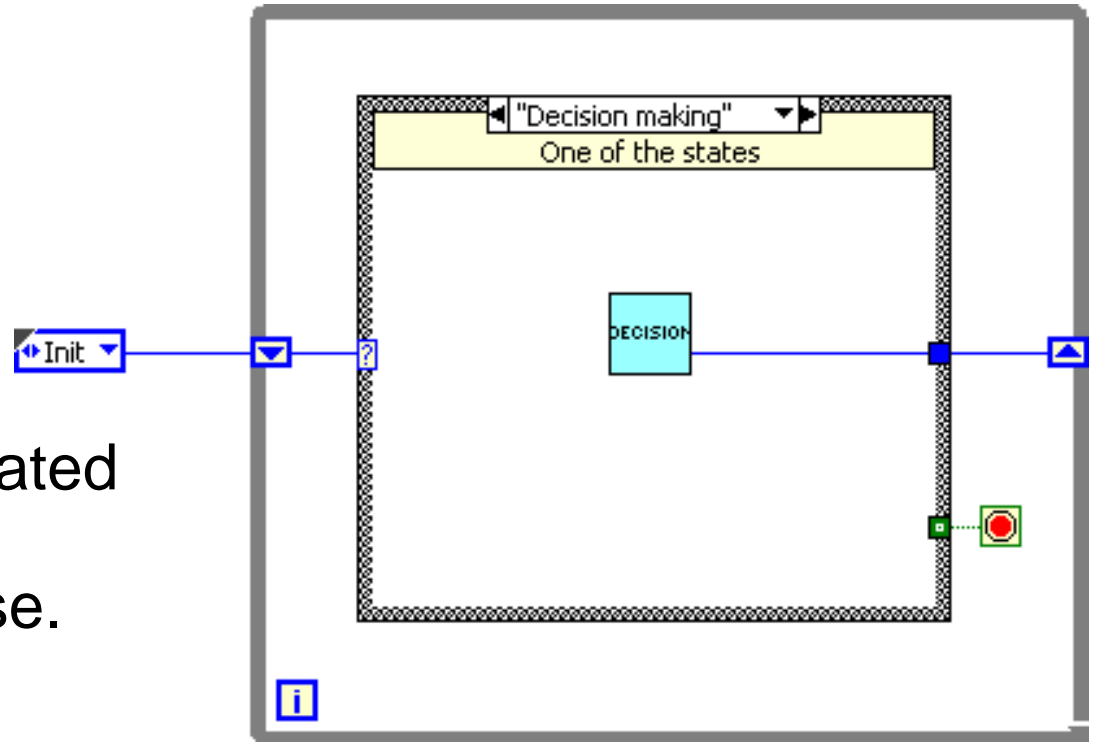 "Decision making"
One of the states
DECISION
Init
?
ated
se.
i